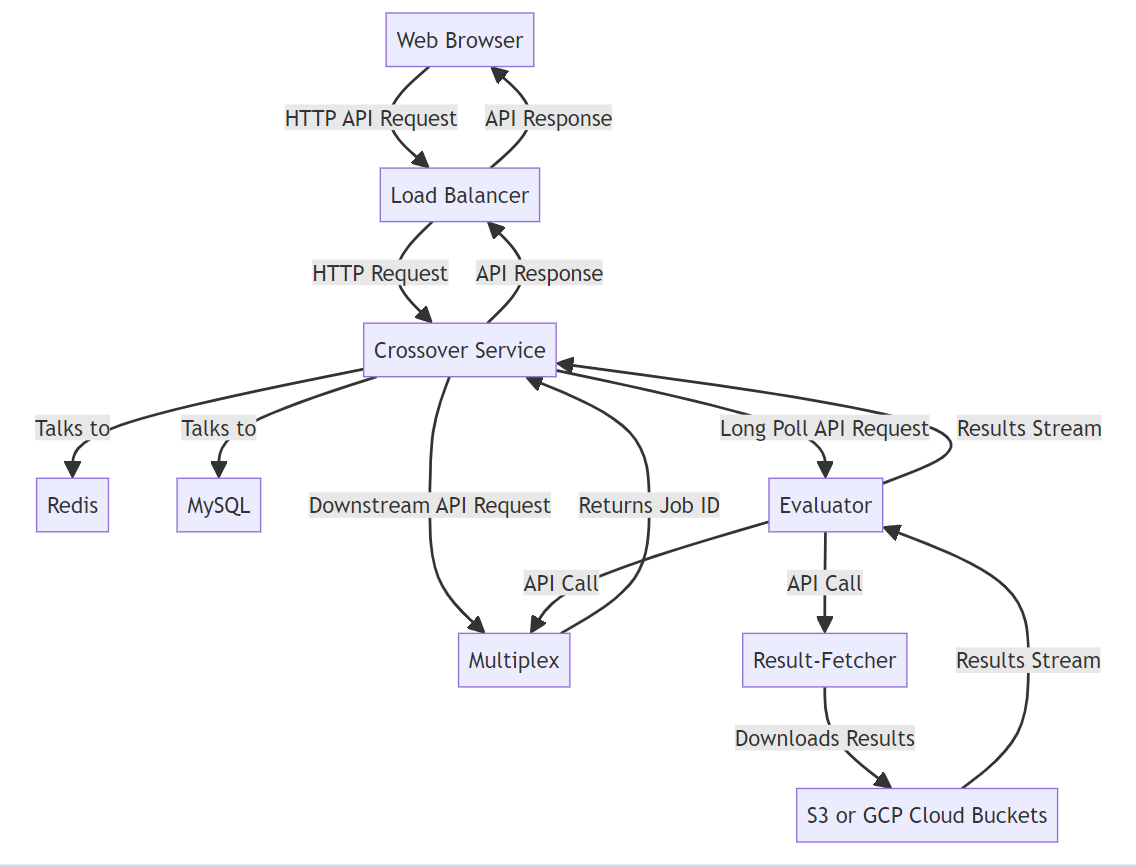 Web Browser
HTTP API Request
API Response
Load Balancer
HTTP Request
API Response
Crossover Service
Talks to
Talks to
Long Poll API Request
Results Stream
Redis
MySQL
Downstream API Request
Returns Job ID
Evaluator
API Call
API Call
Multiplex
Result-Fetcher
Results Stream
Downloads Results
S3 or GCP Cloud Buckets